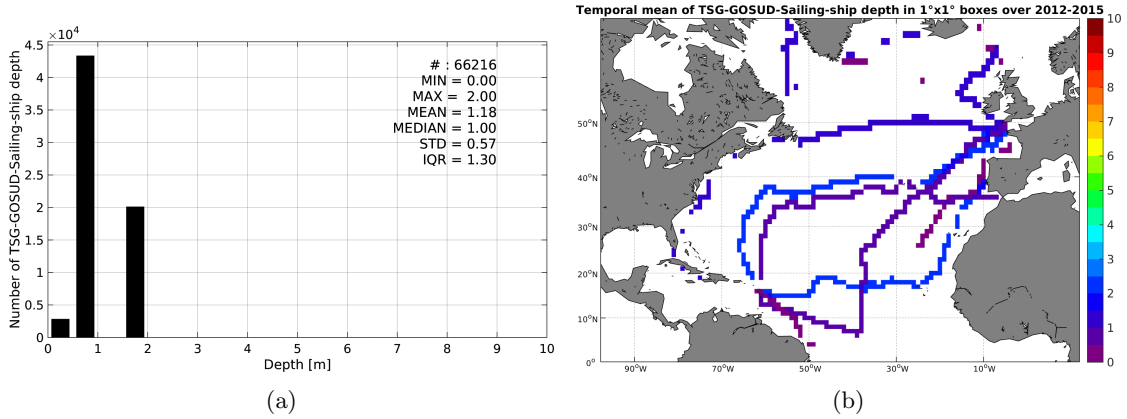 ×10⁴
4.5
4
3.5
3
2.5
2
1.5
1
0.5
0
Number of TSG-GOSUD-Sailing-ship depth
# : 66216
MIN = 0.00
MAX = 2.00
MEAN = 1.18
MEDIAN = 1.00
STD = 0.57
IQR = 1.30
0 1 2 3 4 5 6 7 8 9 10
Depth [m]
(a)
Temporal mean of TSG-GOSUD-Sailing-ship depth in 1°x1° boxes over 2012-2015
50°N
40°N
30°N
20°N
10°N
0°
90°W 70°W 50°W 30°W 10°W
10
9
8
7
6
5
4
3
2
1
0
(b)